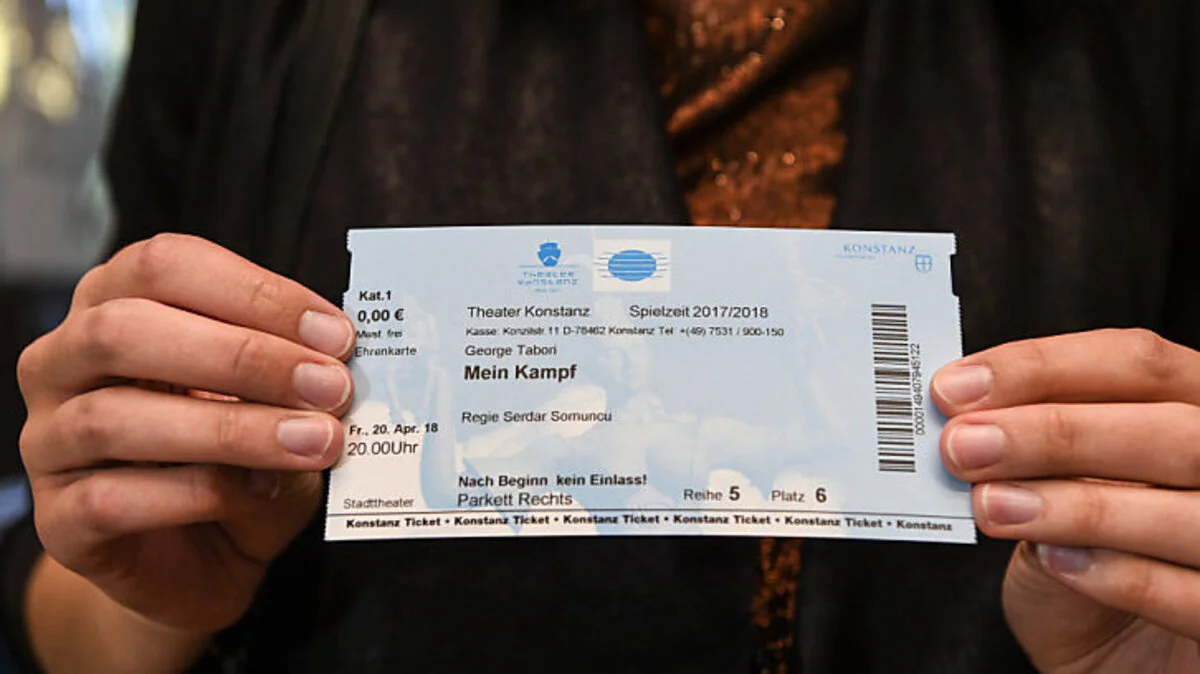 THEATER
KONSTANZ
KONSTANZ
Kat.1
0,00 €
Mwst. frei
Ehrenkarte
Theater Konstanz Spielzeit 2017/2018
Kasse: Konzilstr.11 D-78462 Konstanz Tel +(49) 7531 / 900-150
George Tabori
Mein Kampf
Regie Serdar Somuncu
Fr., 20. Apr. 18
20.00Uhr
Nach Beginn kein Einlass!
Stadttheater
Parkett Rechts Reihe 5 Platz 6
Konstanz Ticket • Konstanz Ticket • Konstanz Ticket • Konstanz Ticket • Konstanz Ticket • Konstanz
0000149407945122